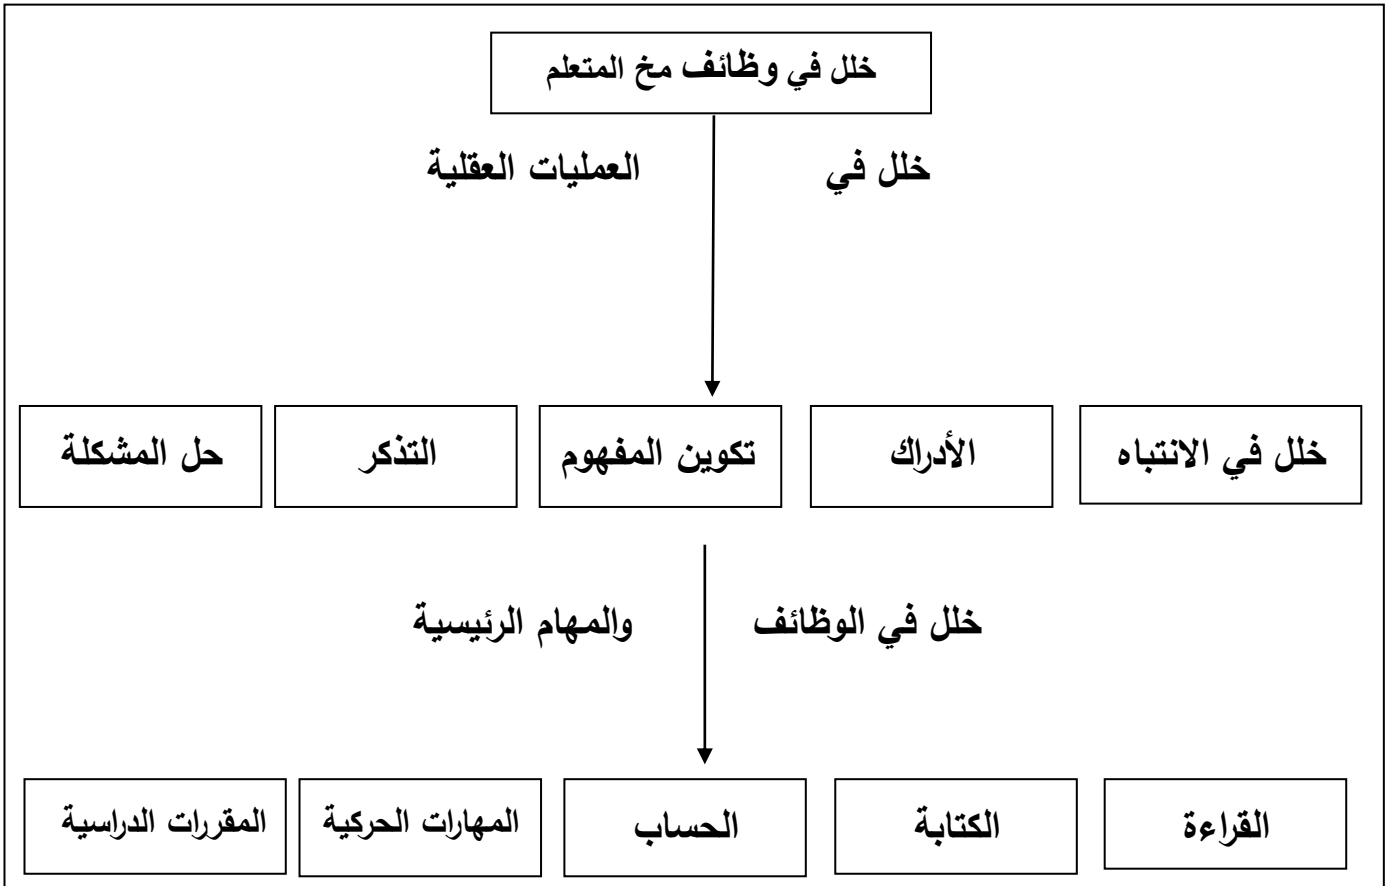 خلل في وظائف مخ المتعلم
خلل في العمليات العقلية
خلل في الانتباه
الأدراك
تكوين المفهوم
التذكر
حل المشكلة
خلل في الوظائف والمهام الرئيسية
القراءة
الكتابة
الحساب
المهارات الحركية
المقررات الدراسية